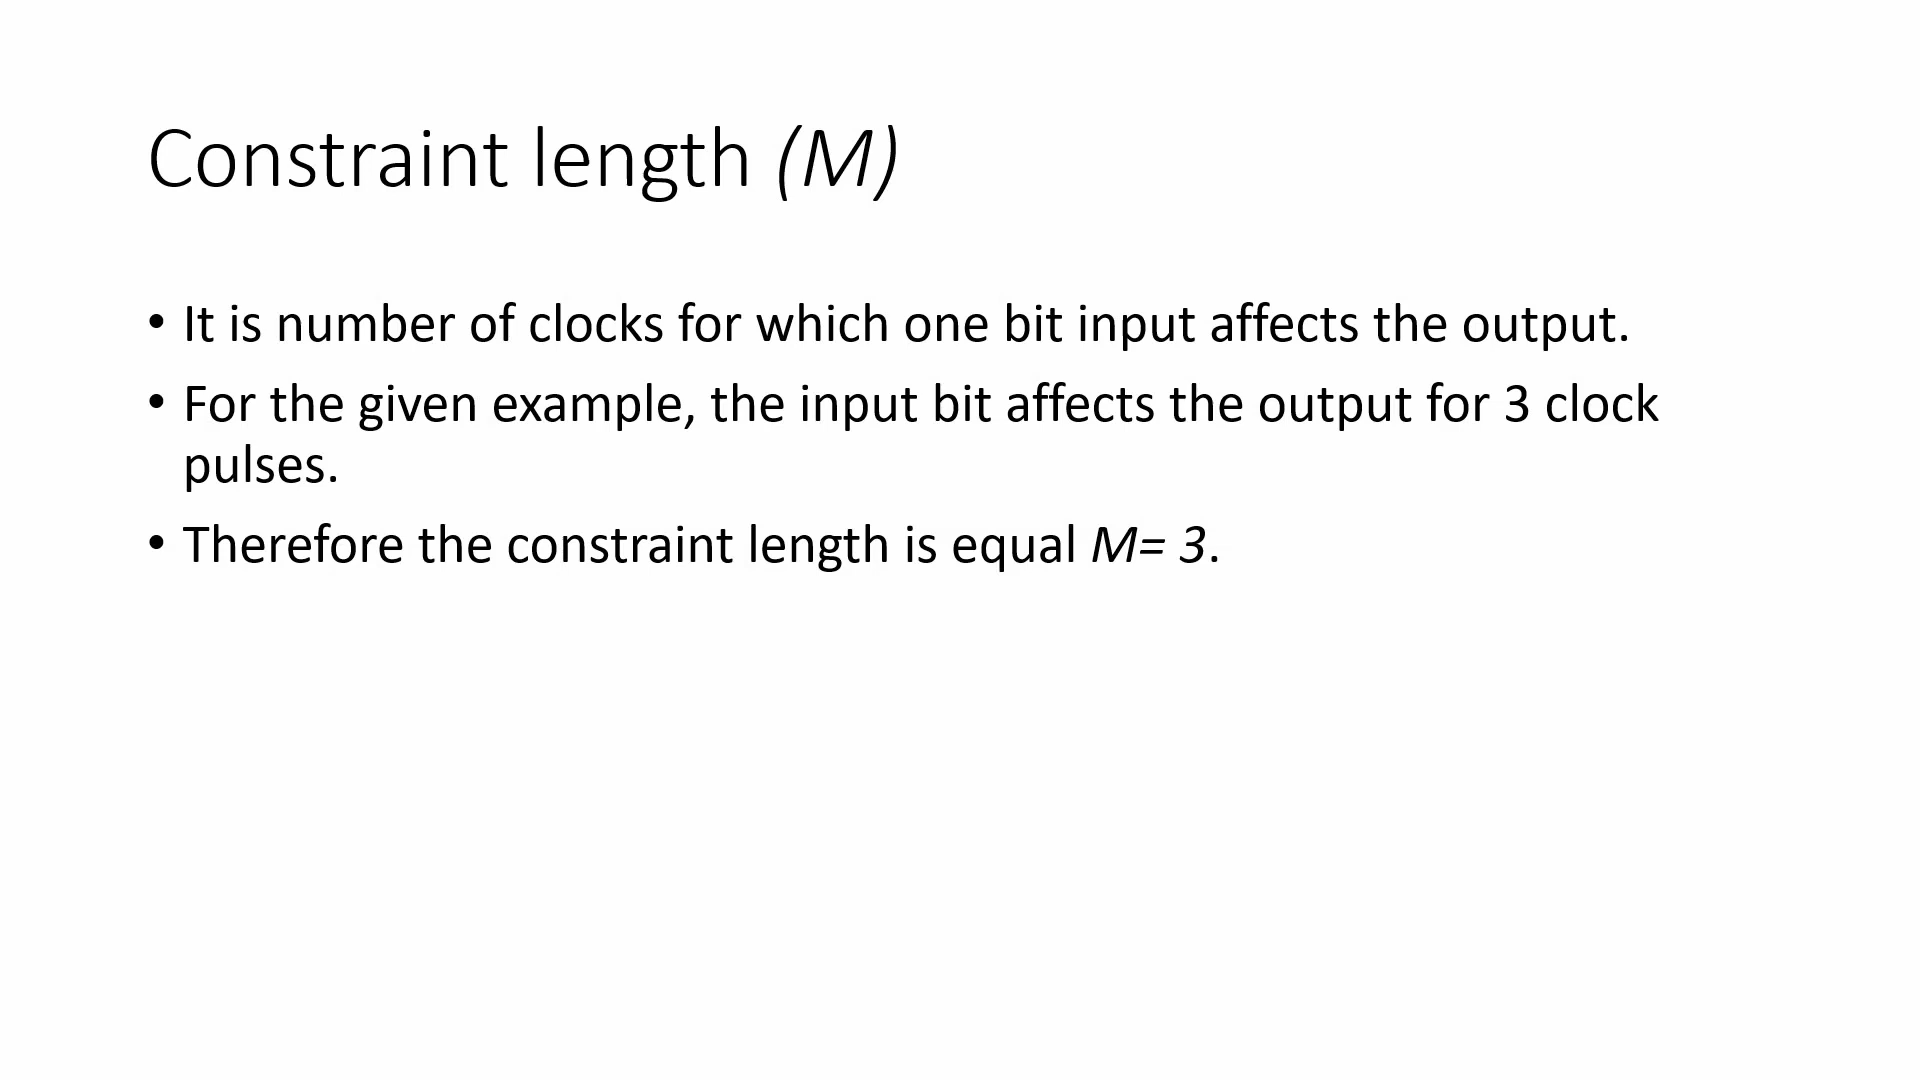 Constraint length (M)
• It is number of clocks for which one bit input affects the output.
• For the given example, the input bit affects the output for 3 clock
pulses.
• Therefore the constraint length is equal M= 3.